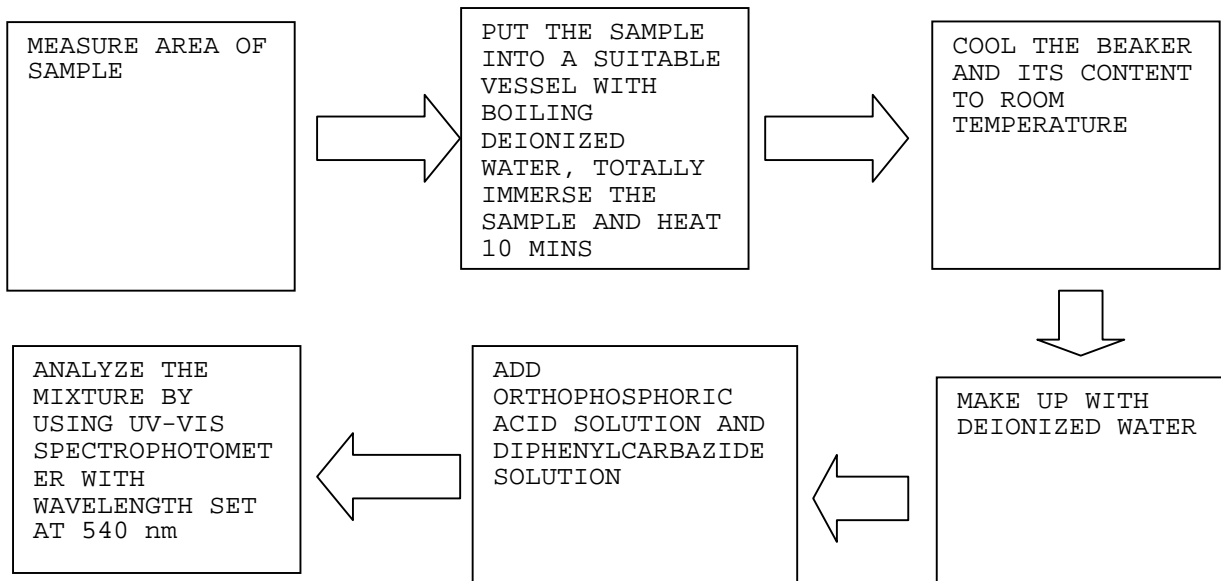 MEASURE AREA OF
SAMPLE
PUT THE SAMPLE
INTO A SUITABLE
VESSEL WITH
BOILING
DEIONIZED
WATER, TOTALLY
IMMERSE THE
SAMPLE AND HEAT
10 MINS
COOL THE BEAKER
AND ITS CONTENT
TO ROOM
TEMPERATURE
MAKE UP WITH
DEIONIZED WATER
ADD
ORTHOPHOSPHORIC
ACID SOLUTION AND
DIPHENYLCARBAZIDE
SOLUTION
ANALYZE THE
MIXTURE BY
USING UV-VIS
SPECTROPHOTOMET
ER WITH
WAVELENGTH SET
AT 540 nm